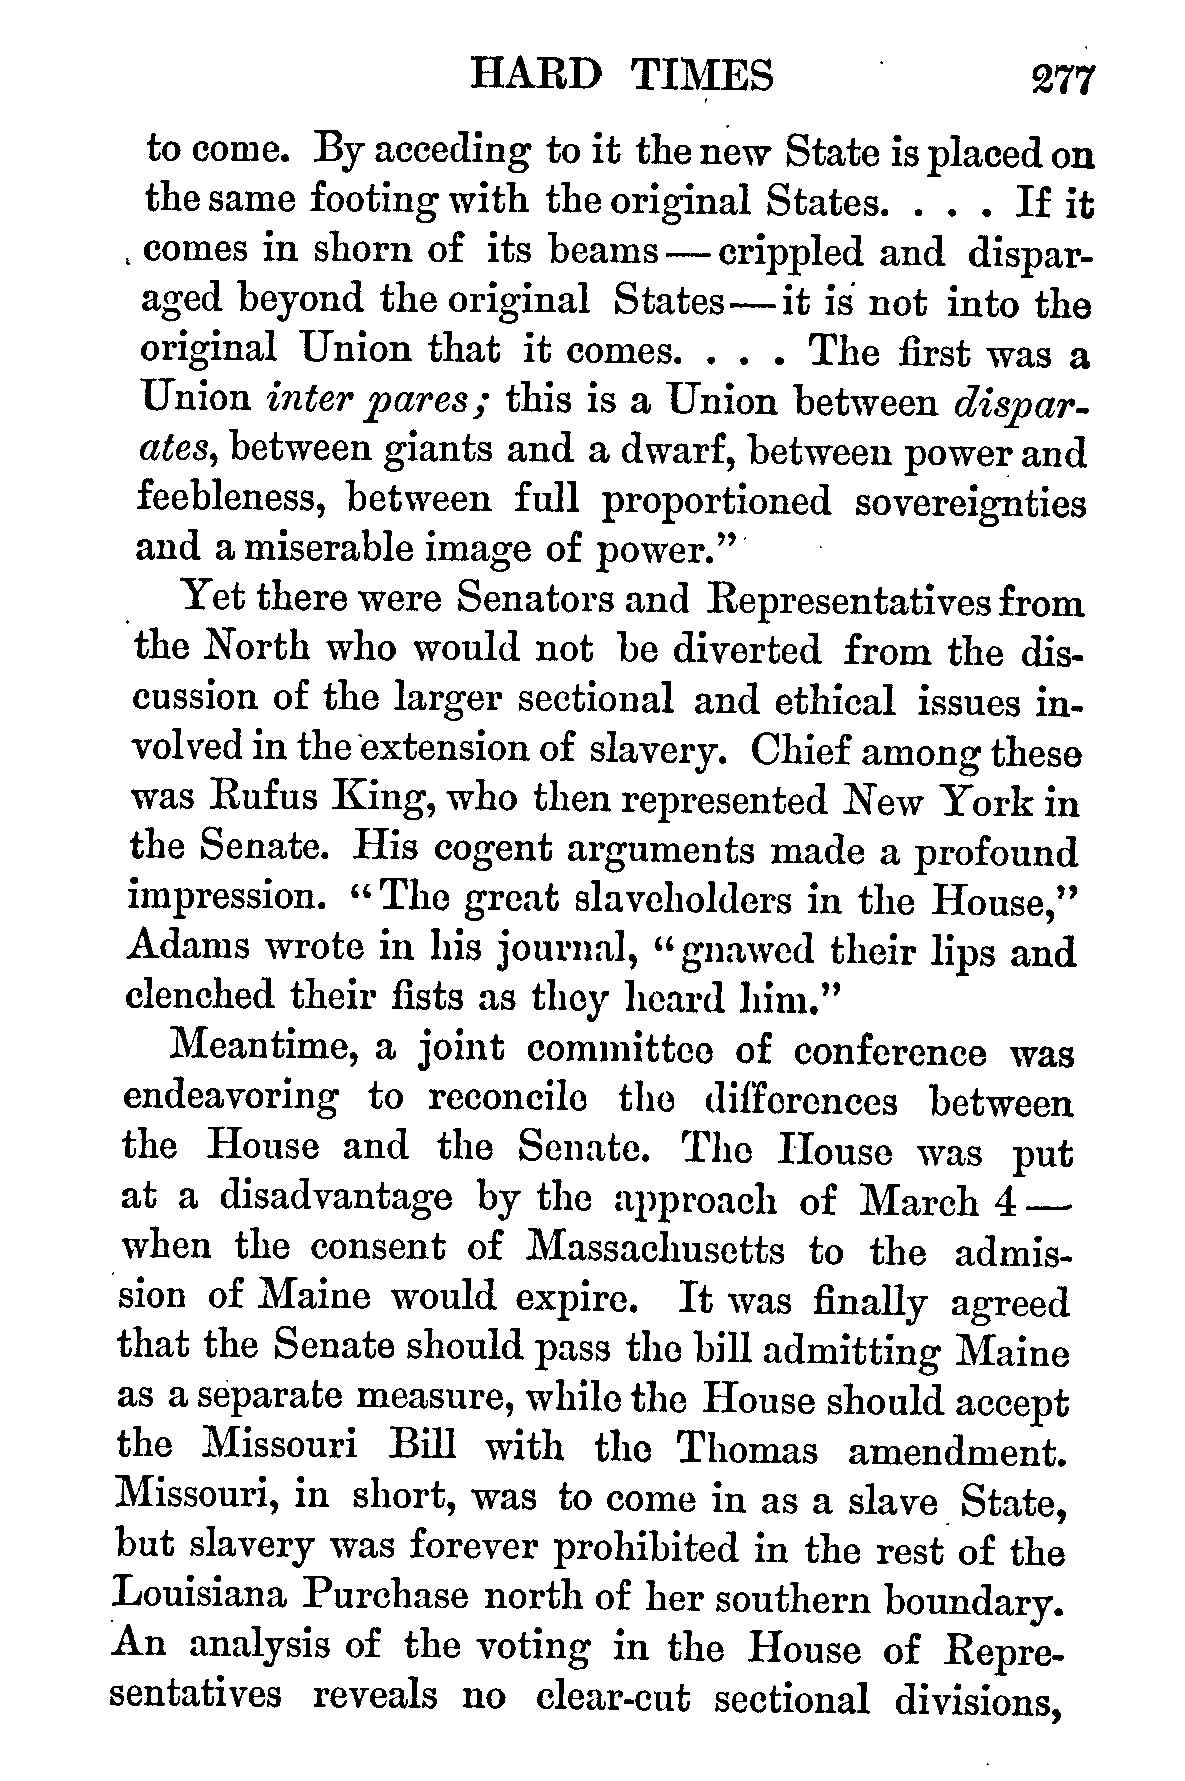 HARD TIMES 277
to come. By acceding to it the new State is placed on
the same footing with the original States. . . . If it
comes in shorn of its beams — crippled and dispar-
aged beyond the original States — it is not into the
original Union that it comes. . . . The first was a
Union inter pares; this is a Union between dispar-
ates, between giants and a dwarf, between power and
feebleness, between full proportioned sovereignties
and a miserable image of power."
Yet there were Senators and Representatives from
the North who would not be diverted from the dis-
cussion of the larger sectional and ethical issues in-
volved in the extension of slavery. Chief among these
was Rufus King, who then represented New York in
the Senate. His cogent arguments made a profound
impression. "The great slaveholders in the House,"
Adams wrote in his journal, "gnawed their lips and
clenched their fists as they heard him."
Meantime, a joint committee of conference was
endeavoring to reconcile the differences between
the House and the Senate. The House was put
at a disadvantage by the approach of March 4 —
when the consent of Massachusetts to the admis-
sion of Maine would expire. It was finally agreed
that the Senate should pass the bill admitting Maine
as a separate measure, while the House should accept
the Missouri Bill with the Thomas amendment.
Missouri, in short, was to come in as a slave State,
but slavery was forever prohibited in the rest of the
Louisiana Purchase north of her southern boundary.
An analysis of the voting in the House of Repre-
sentatives reveals no clear-cut sectional divisions,